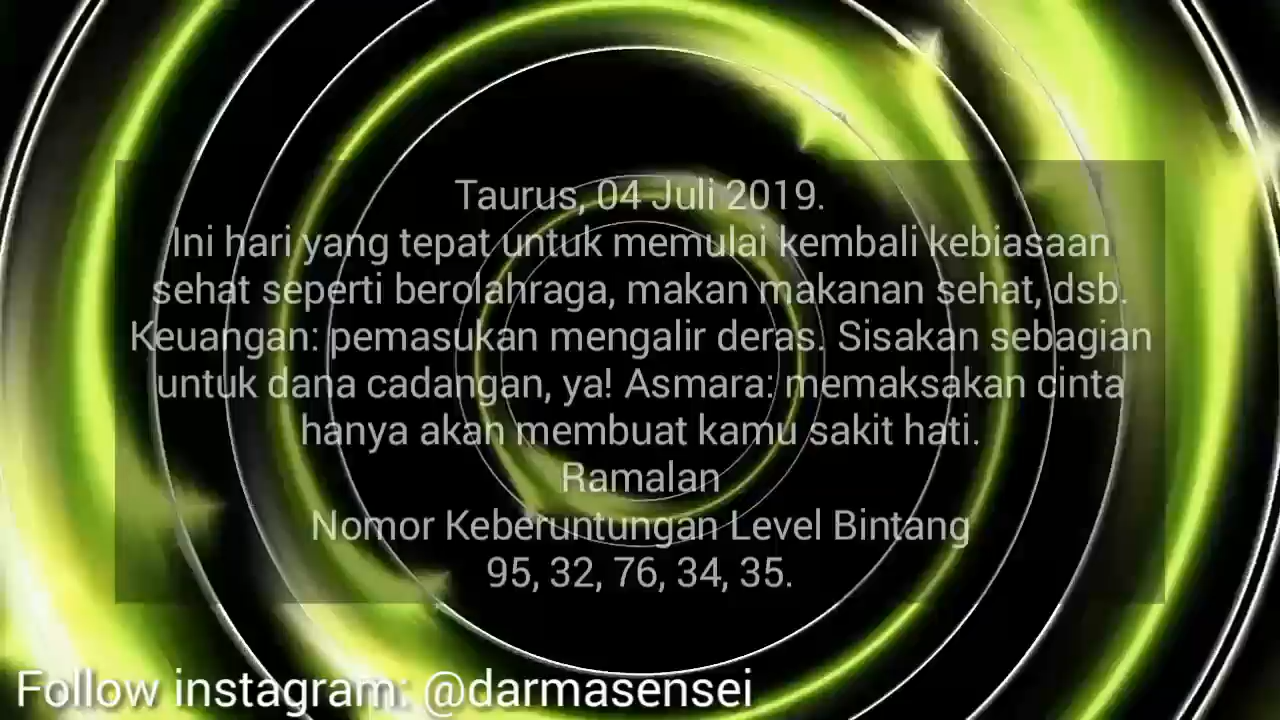 Taurus, 04 Juli 2019.
Ini hari yang tepat untuk memulai kembali kebiasaan
sehat seperti berolahraga, makan makanan sehat, dsb.
Keuangan: pemasukan mengalir deras. Sisakan sebagian
untuk dana cadangan, ya! Asmara: memaksakan cinta
hanya akan membuat kamu sakit hati.
Ramalan
Nomor Keberuntungan Level Bintang
95, 32, 76, 34, 35.
Follow instagram: @darmasensei